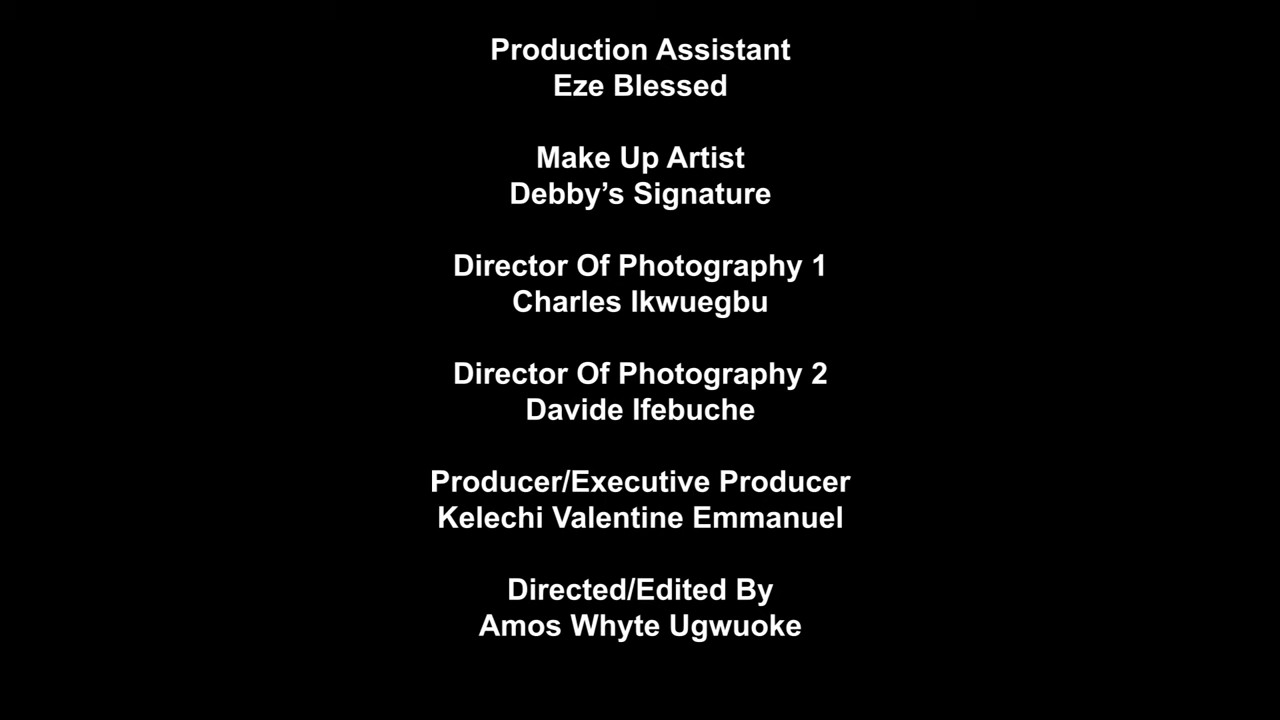 Production Assistant
Eze Blessed
Make Up Artist
Debby’s Signature
Director Of Photography 1
Charles Ikwuegbu
Director Of Photography 2
Davide Ifebuche
Producer/Executive Producer
Kelechi Valentine Emmanuel
Directed/Edited By
Amos Whyte Ugwuoke